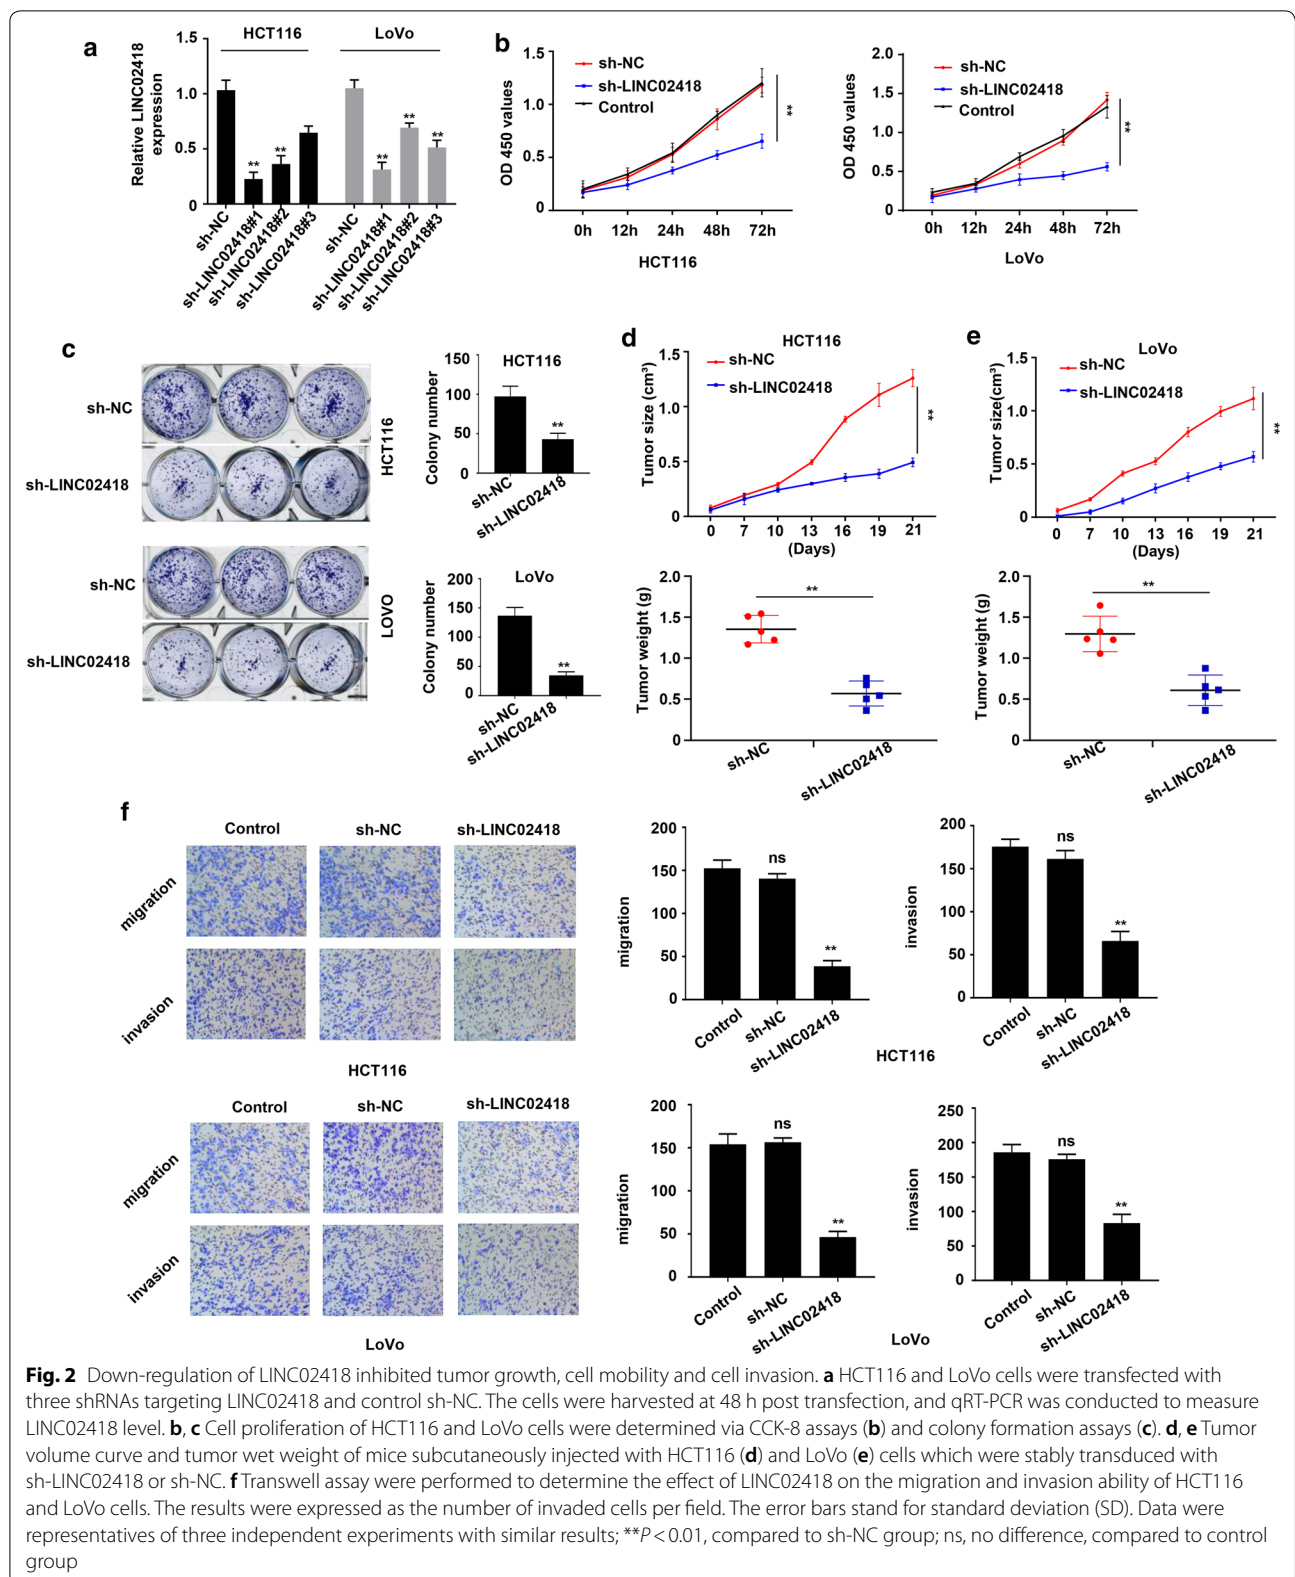 a
HCT116
LoVo
Relative LINC02418
expression
1.5
1.0
0.5
0
**
**
**
**
**
sh-NC
sh-LINC02418#1
sh-LINC02418#2
sh-LINC02418#3
sh-NC
sh-LINC02418#1
sh-LINC02418#2
sh-LINC02418#3
b
OD 450 values
1.5
1.0
0.5
0
sh-NC
sh-LINC02418
Control
**
0h 12h 24h 48h 72h
HCT116
OD 450 values
2.0
1.5
1.0
0.5
0
sh-NC
sh-LINC02418
Control
**
0h 12h 24h 48h 72h
LoVo
c
sh-NC
sh-LINC02418
HCT116
sh-NC
sh-LINC02418
LOVO
Colony number
150
100
50
0
HCT116
**
sh-NC
sh-LINC02418
Colony number
200
150
100
50
0
LoVo
**
sh-NC
sh-LINC02418
d
HCT116
Tumor size (cm³)
1.5
1.0
0.5
0
sh-NC
sh-LINC02418
**
0 7 10 13 16 19 21
(Days)
Tumor weight (g)
2.0
1.5
1.0
0.5
0
**
sh-NC
sh-LINC02418
e
LoVo
Tumor size(cm³)
1.5
1.0
0.5
0
sh-NC
sh-LINC02418
**
0 7 10 13 16 19 21
(Days)
Tumor weight (g)
2.0
1.5
1.0
0.5
0
**
sh-NC
sh-LINC02418
f
Control sh-NC sh-LINC02418
migration
invasion
HCT116
migration
200
150
100
50
0
ns
**
Control
sh-NC
sh-LINC02418
invasion
200
150
100
50
0
ns
**
Control
sh-NC
sh-LINC02418
HCT116
Control sh-NC sh-LINC02418
migration
invasion
LoVo
migration
200
150
100
50
0
ns
**
Control
sh-NC
sh-LINC02418
invasion
250
200
150
100
50
0
ns
**
Control
sh-NC
sh-LINC02418
LoVo
Fig. 2 Down-regulation of LINC02418 inhibited tumor growth, cell mobility and cell invasion. a HCT116 and LoVo cells were transfected with
three shRNAs targeting LINC02418 and control sh-NC. The cells were harvested at 48 h post transfection, and qRT-PCR was conducted to measure
LINC02418 level. b, c Cell proliferation of HCT116 and LoVo cells were determined via CCK-8 assays (b) and colony formation assays (c). d, e Tumor
volume curve and tumor wet weight of mice subcutaneously injected with HCT116 (d) and LoVo (e) cells which were stably transduced with
sh-LINC02418 or sh-NC. f Transwell assay were performed to determine the effect of LINC02418 on the migration and invasion ability of HCT116
and LoVo cells. The results were expressed as the number of invaded cells per field. The error bars stand for standard deviation (SD). Data were
representatives of three independent experiments with similar results; **P < 0.01, compared to sh-NC group; ns, no difference, compared to control
group